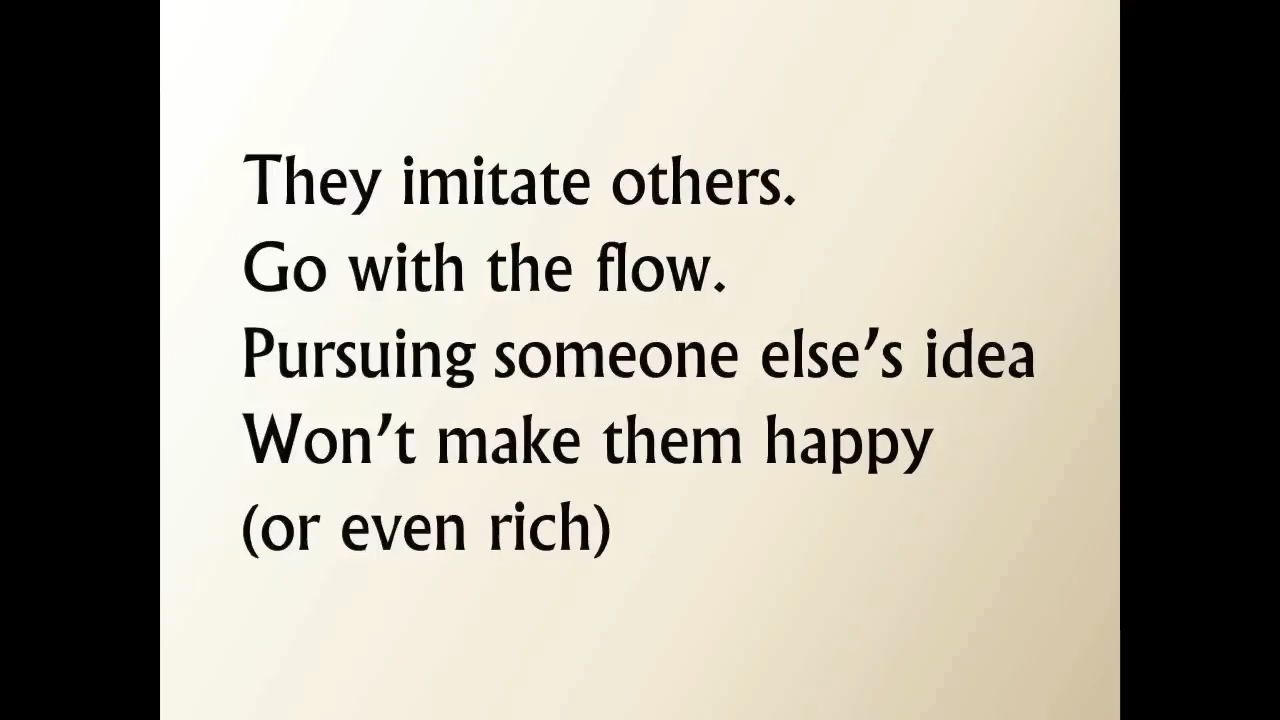 They imitate others.
Go with the flow.
Pursuing someone else’s idea
Won’t make them happy
(or even rich)